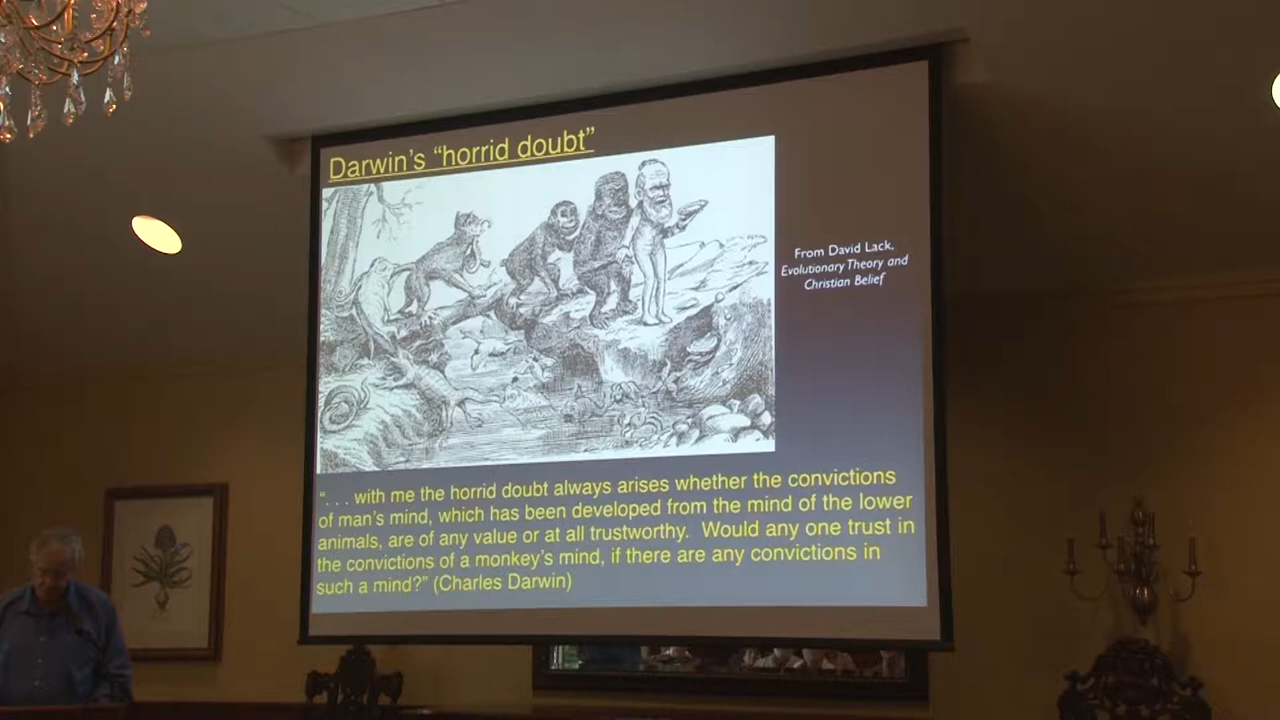 Darwin's "horrid doubt"
From David Lack,
Evolutionary Theory and
Christian Belief
". . . with me the horrid doubt always arises whether the convictions
of man's mind, which has been developed from the mind of the lower
animals, are of any value or at all trustworthy.  Would any one trust in
the convictions of a monkey's mind, if there are any convictions in
such a mind?" (Charles Darwin)